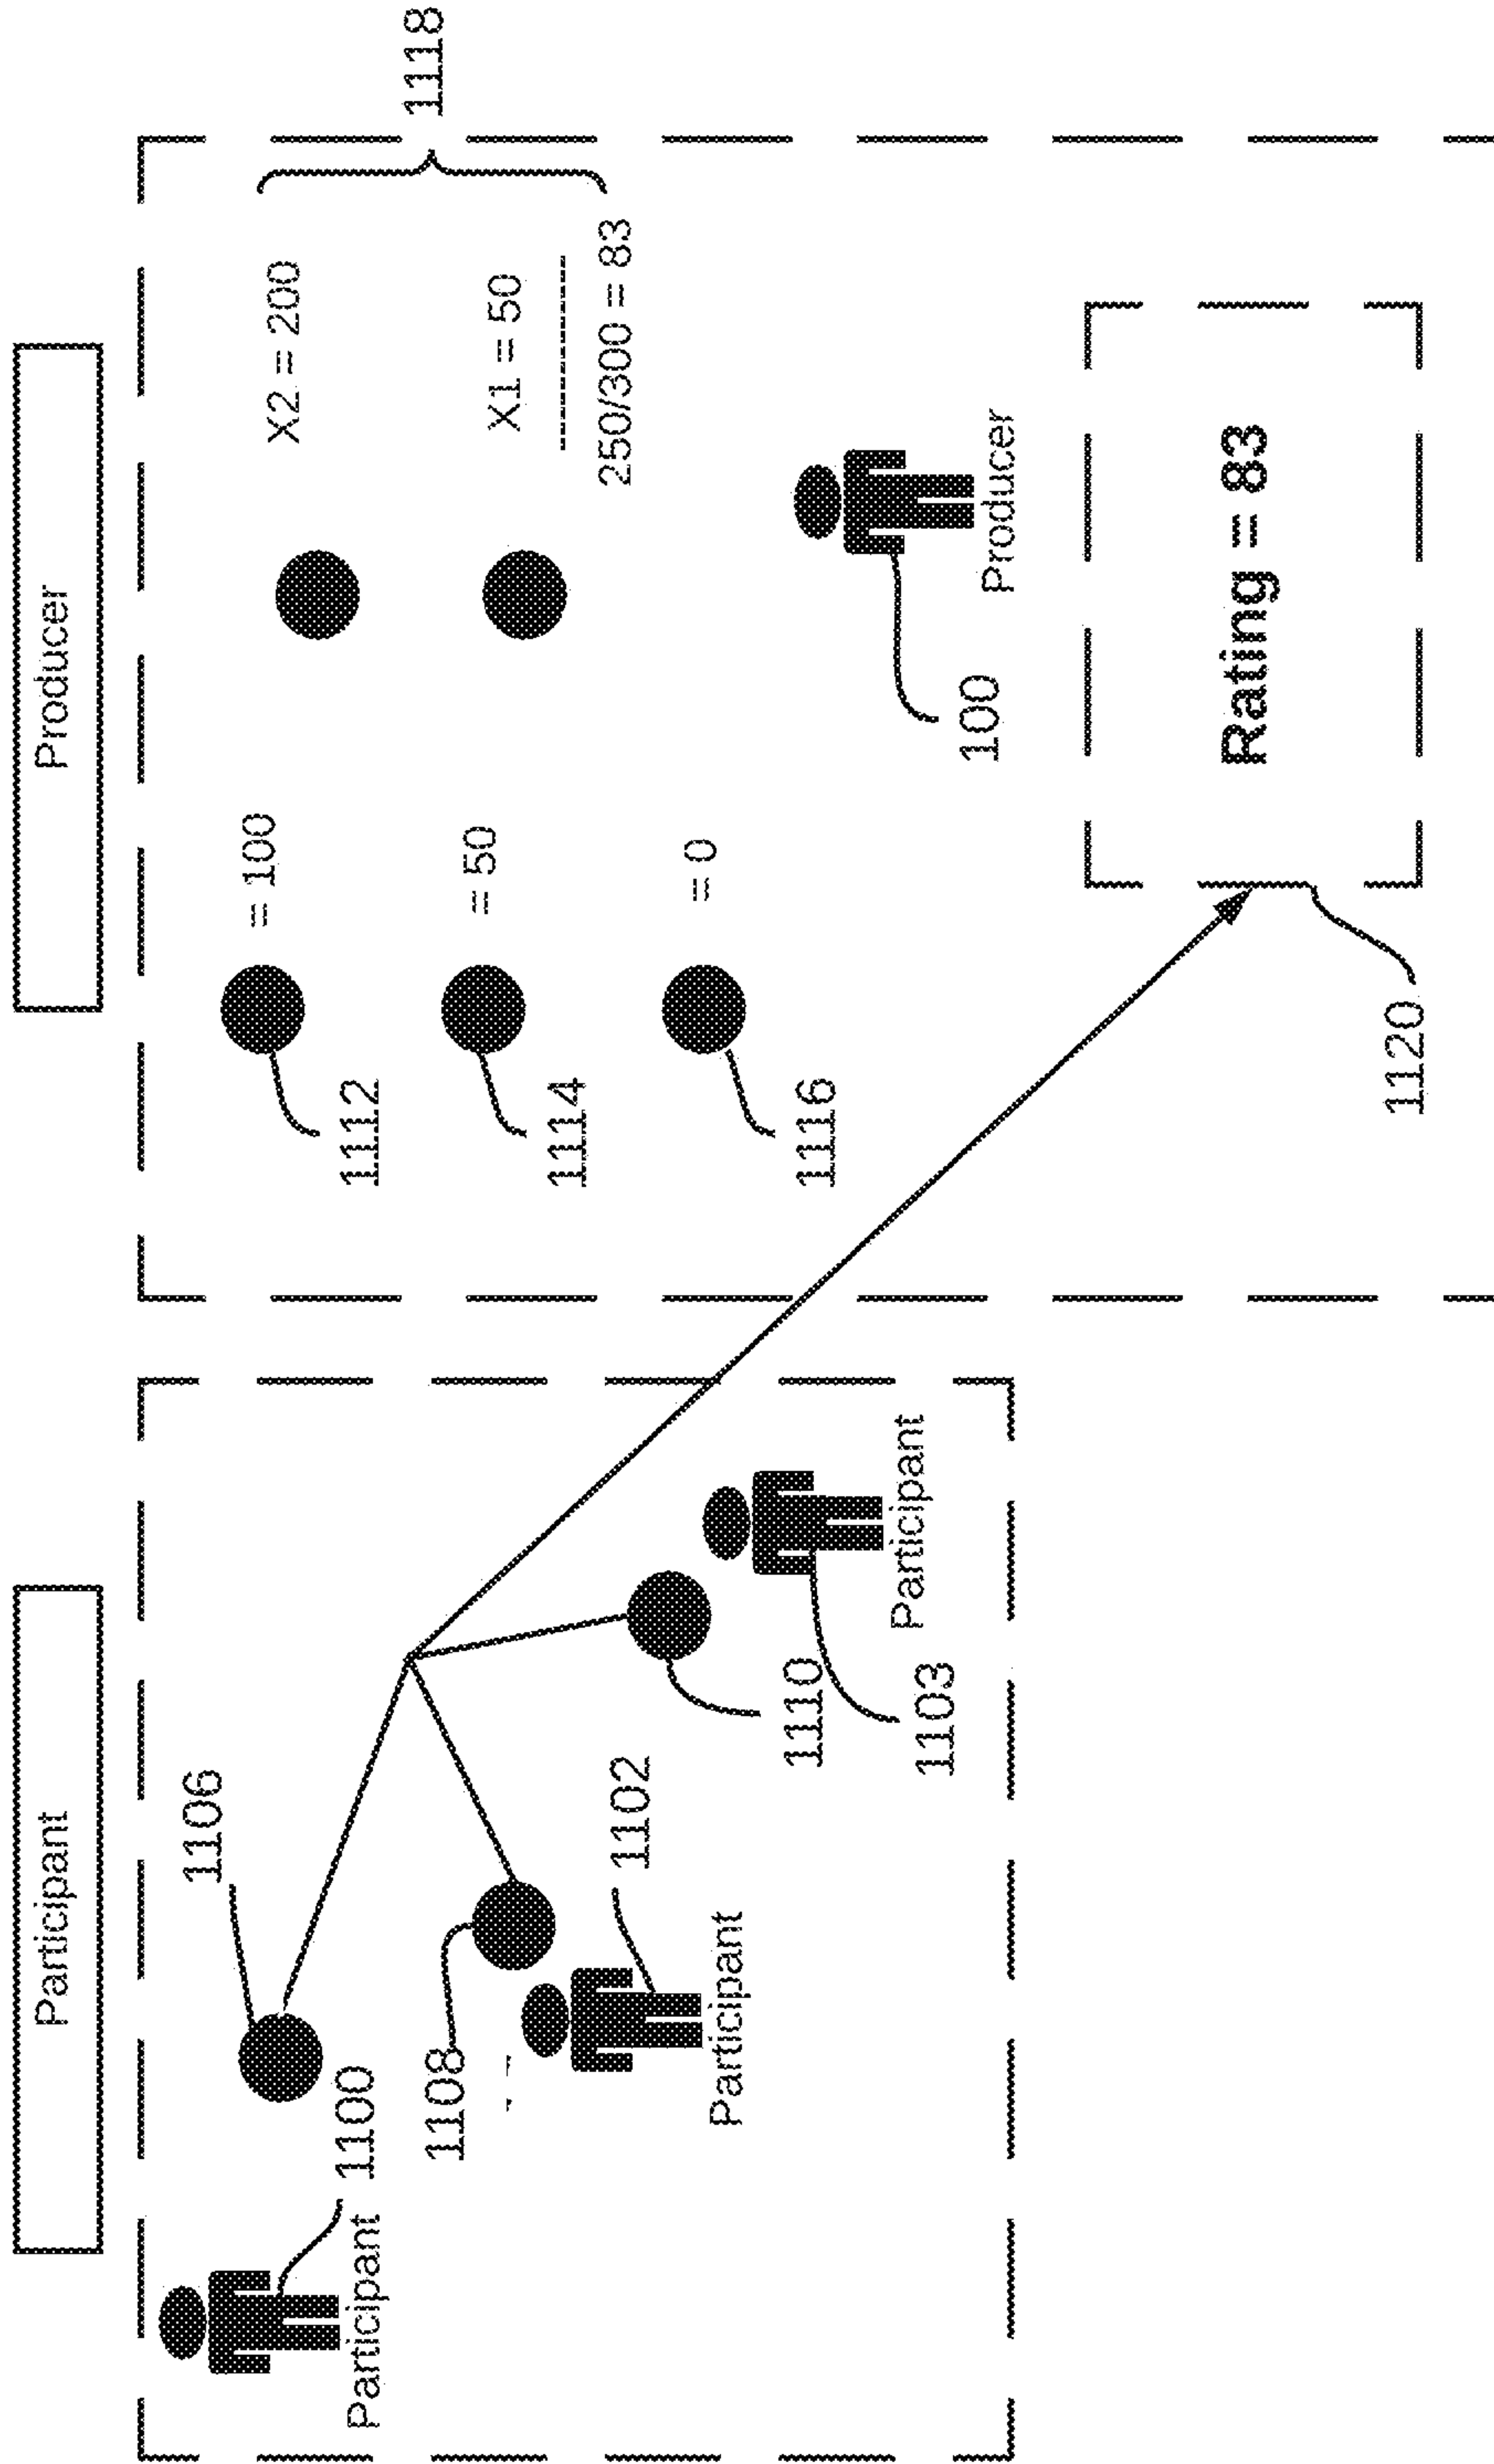 Participant
Producer
1106
1100
Participant
1108
1102
Participant
1110
1103
Participant
1112
= 100
1114
= 50
1116
= 0
X2 = 200
X1 = 50
250/300 = 83
1118
100
Producer
Rating = 83
1120